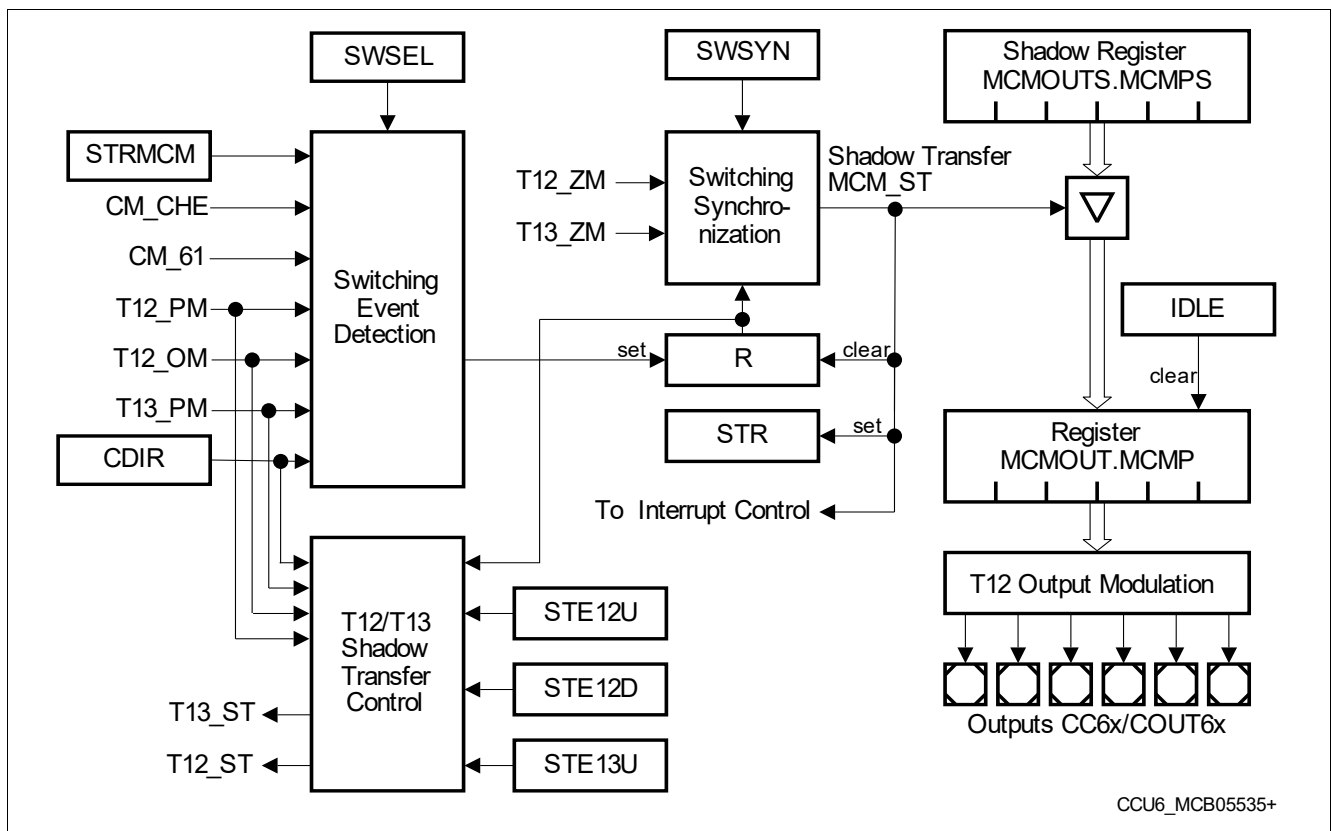 SWSEL
SWSYN
Shadow Register
MCMOUTS.MCMPS
STRMCM
CM_CHE
CM_61
T12_PM
T12_OM
T13_PM
CDIR
Switching
Event
Detection
T12_ZM
T13_ZM
Switching
Synchro-
nization
Shadow Transfer
MCM_ST
IDLE
clear
set
R
clear
STR
set
To Interrupt Control
Register
MCMOUT.MCMP
T12 Output Modulation
Outputs CC6x/COUT6x
T12/T13
Shadow
Transfer
Control
STE12U
STE12D
STE13U
T13_ST
T12_ST
CCU6_MCB05535+